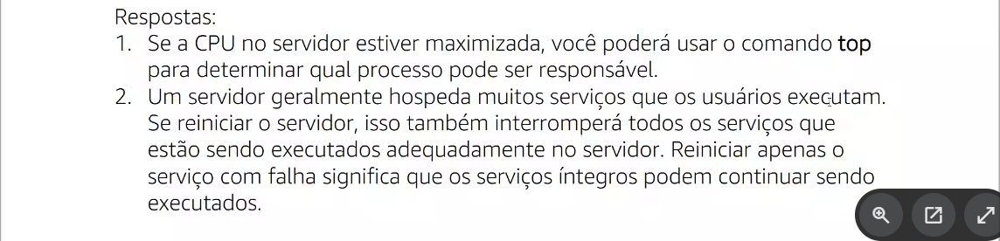 Respostas:
1. Se a CPU no servidor estiver maximizada, você poderá usar o comando top
para determinar qual processo pode ser responsável.
2. Um servidor geralmente hospeda muitos serviços que os usuários executam.
Se reiniciar o servidor, isso também interromperá todos os serviços que
estão sendo executados adequadamente no servidor. Reiniciar apenas o
serviço com falha significa que os serviços íntegros podem continuar sendo
executados.